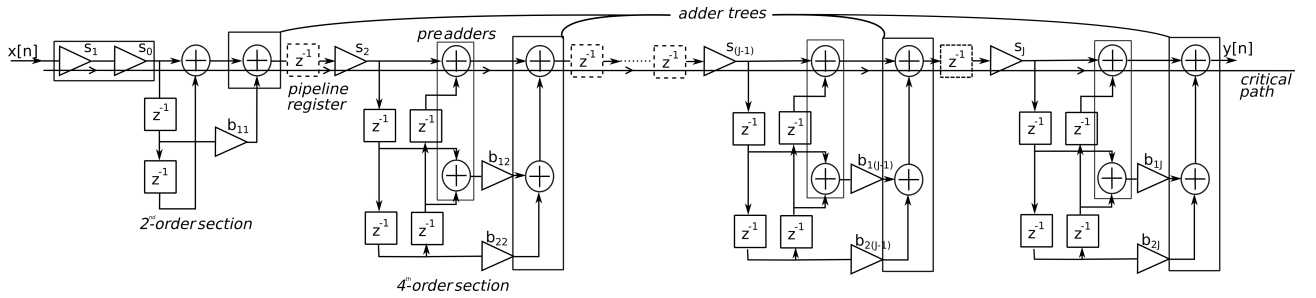 adder trees
x[n]
s1
s0
z-1
pipeline
register
s2
preadders
z-1
z-1
s(J-1)
z-1
sJ
y[n]
critical
path
z-1
b11
z-1
2nd-order section
z-1
z-1
b12
z-1
z-1
b22
4th-order section
z-1
z-1
b1(J-1)
z-1
z-1
b2(J-1)
z-1
z-1
b1J
z-1
z-1
b2J